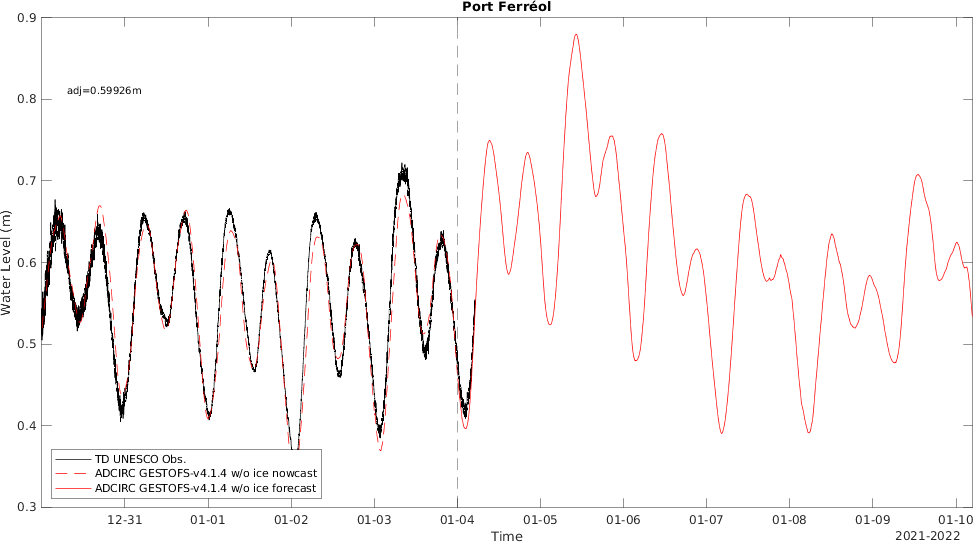 Port Ferréol
0.9
0.8
0.7
0.6
0.5
0.4
0.3
Water Level (m)
adj=0.59926m
TD UNESCO Obs.
ADCIRC GESTOFS-v4.1.4 w/o ice nowcast
ADCIRC GESTOFS-v4.1.4 w/o ice forecast
12-31 01-01 01-02 01-03 01-04 01-05 01-06 01-07 01-08 01-09 01-10
Time
2021-2022